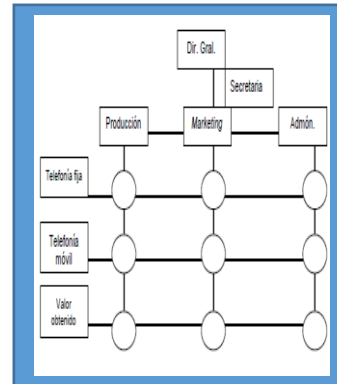 Dir. Gral.
Secretaria
Producción
Marketing
Admón.
Telefonía fija
Telefonía
móvil
Valor
obtenido